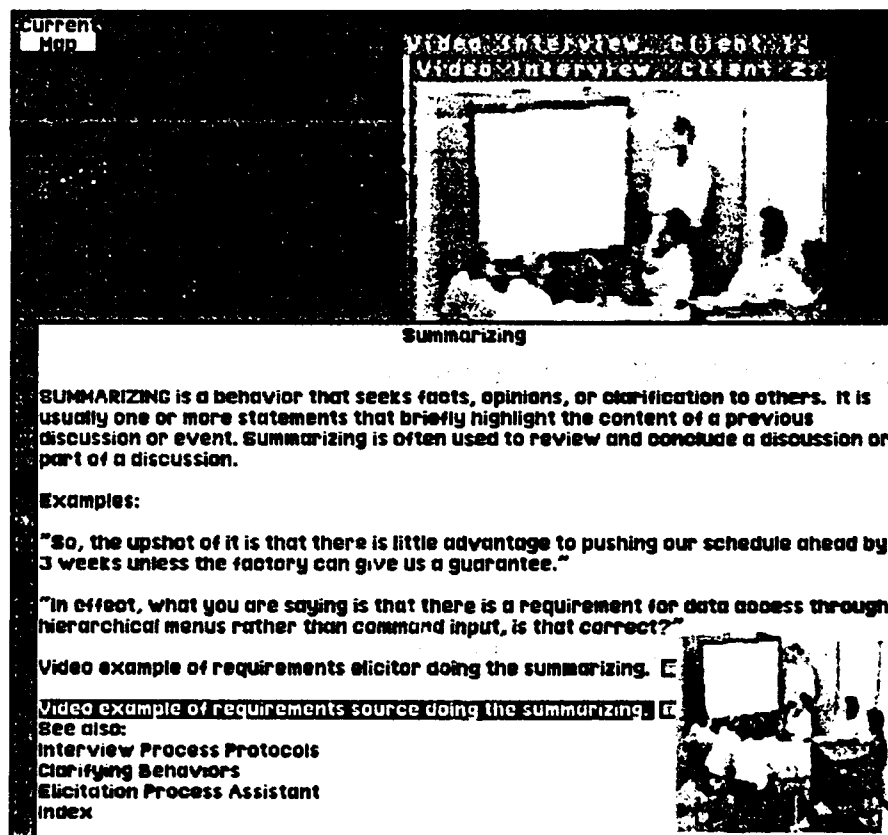 Current
Map
Video Interview, Client 1:
Video Interview, Client 2:
Summarizing
SUMMARIZING is a behavior that seeks facts, opinions, or clarification to others. It is
usually one or more statements that briefly highlight the content of a previous
discussion or event. Summarizing is often used to review and conclude a discussion or
part of a discussion.
Examples:
"So, the upshot of it is that there is little advantage to pushing our schedule ahead by
3 weeks unless the factory can give us a guarantee."
"In effect, what you are saying is that there is a requirement for data access through
hierarchical menus rather than command input, is that correct?"
Video example of requirements elicitor doing the summarizing.
Video example of requirements source doing the summarizing.
See also:
Interview Process Protocols
Clarifying Behaviors
Elicitation Process Assistant
Index